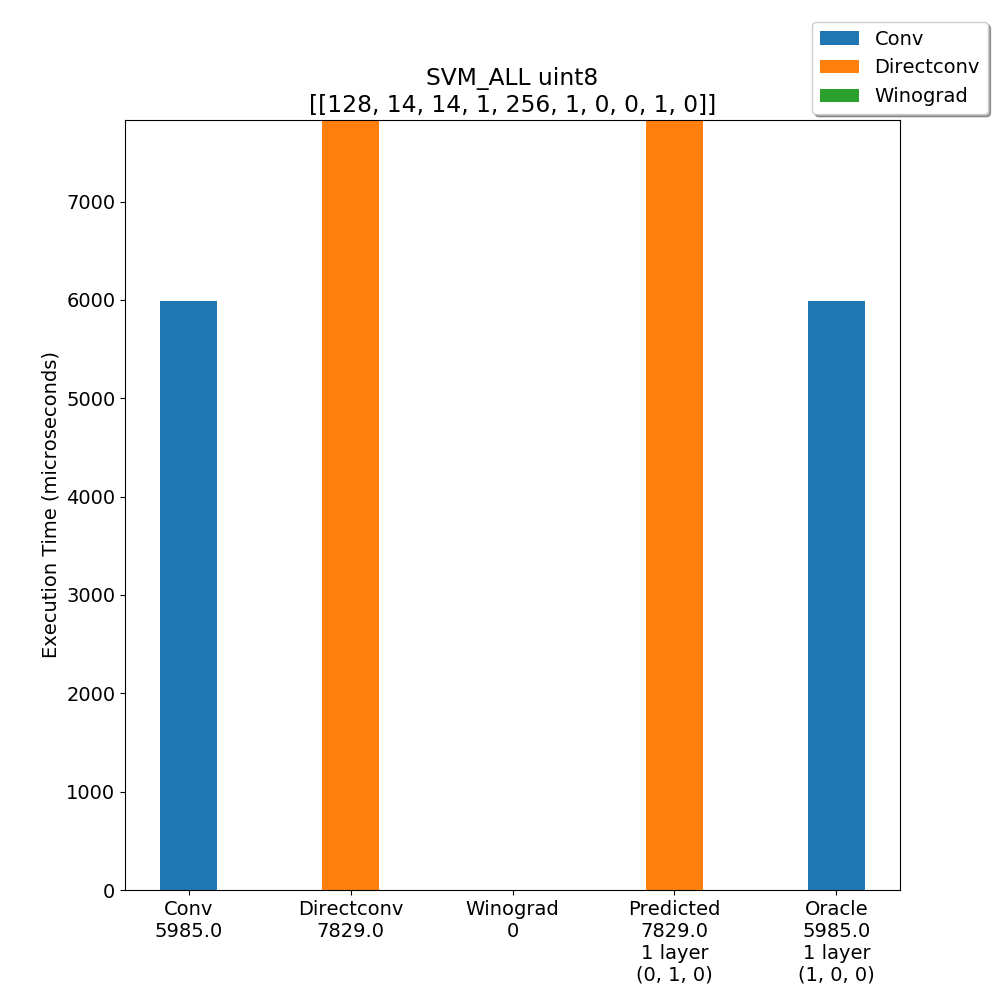 Conv
Directconv
Winograd
SVM_ALL uint8
[[128, 14, 14, 1, 256, 1, 0, 0, 1, 0]]
Execution Time (microseconds)
7000
6000
5000
4000
3000
2000
1000
0
Conv
5985.0
Directconv
7829.0
Winograd
0
Predicted
7829.0
1 layer
(0, 1, 0)
Oracle
5985.0
1 layer
(1, 0, 0)